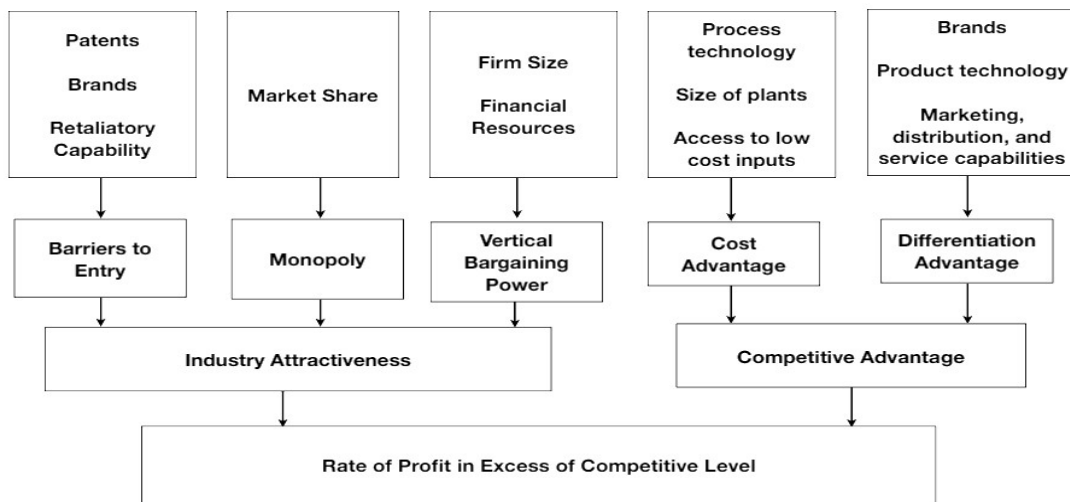 Patents
Brands
Retaliatory
Capability
Market Share
Firm Size
Financial
Resources
Process
technology
Size of plants
Access to low
cost inputs
Brands
Product technology
Marketing,
distribution, and
service capabilities
Barriers to
Entry
Monopoly
Vertical
Bargaining
Power
Cost
Advantage
Differentiation
Advantage
Industry Attractiveness
Competitive Advantage
Rate of Profit in Excess of Competitive Level